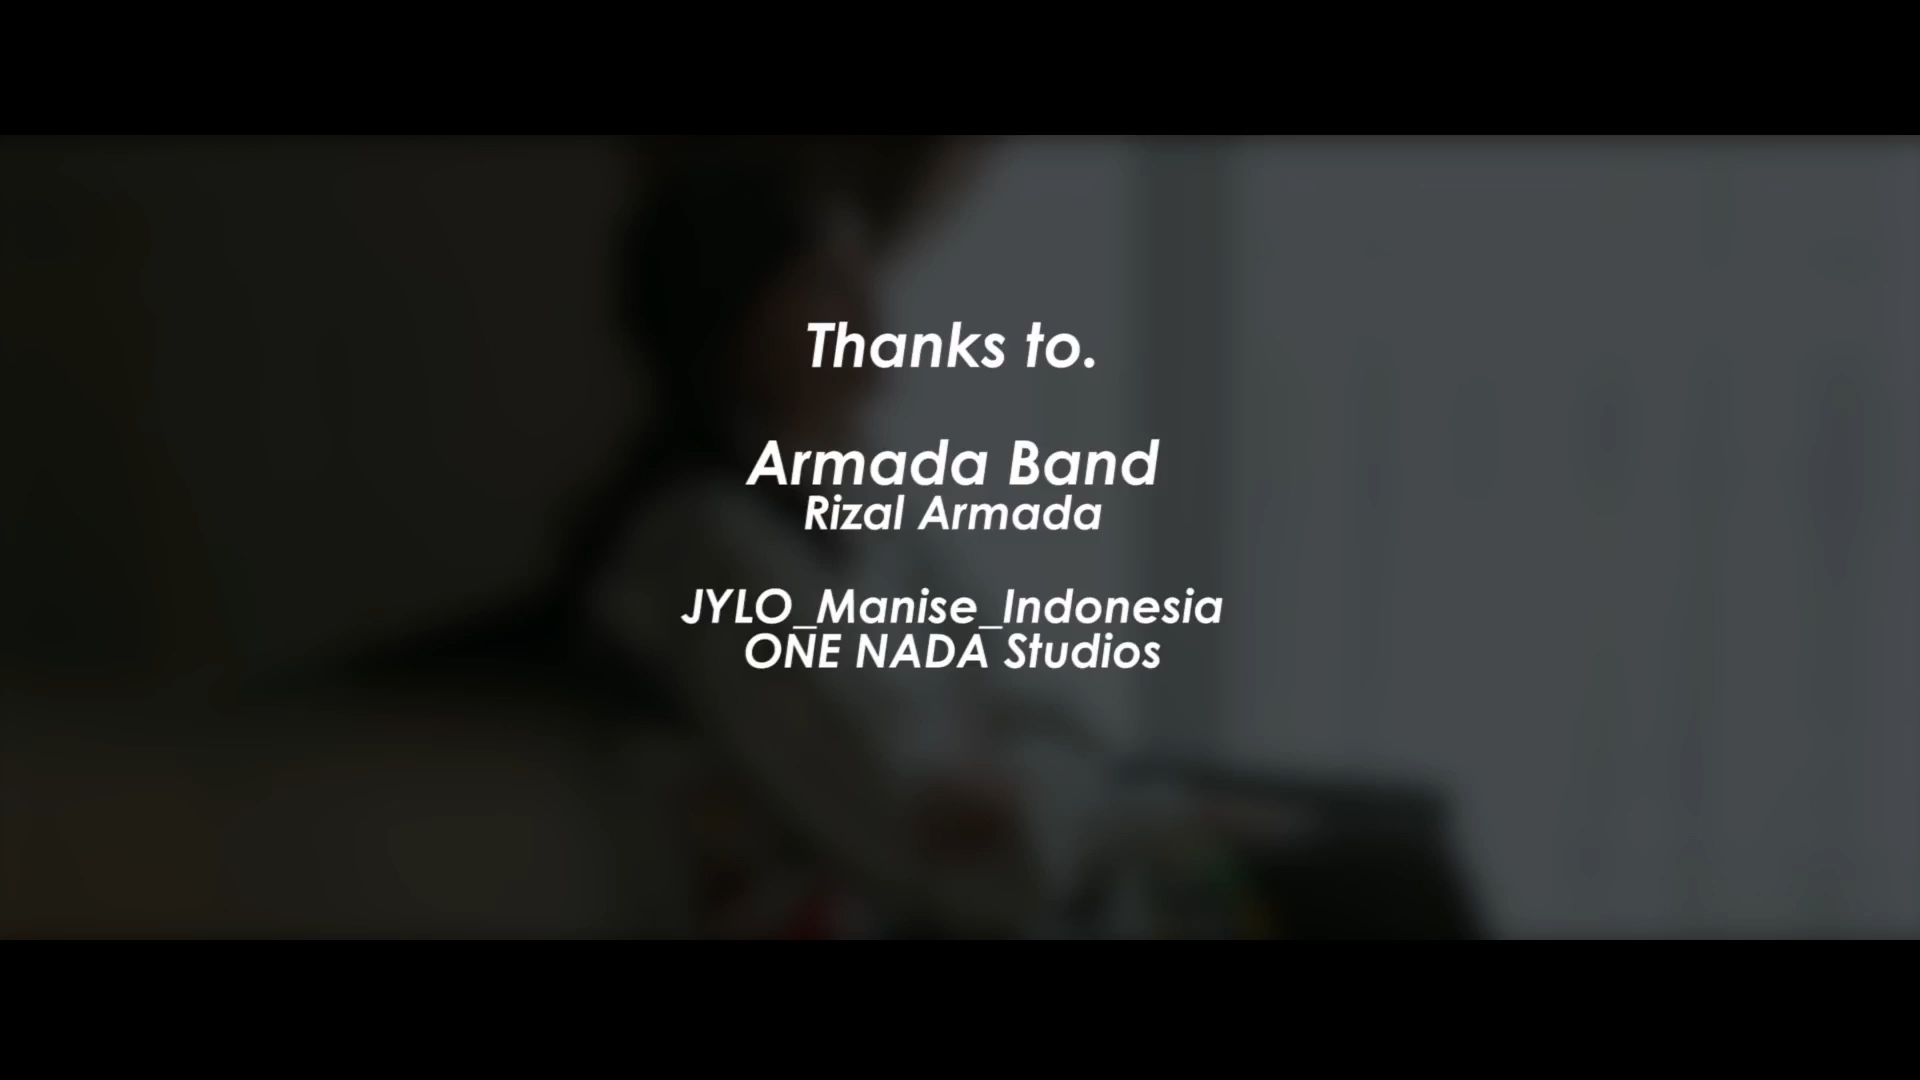 Thanks to.
Armada Band
Rizal Armada
JYLO_Manise_Indonesia
ONE NADA Studios